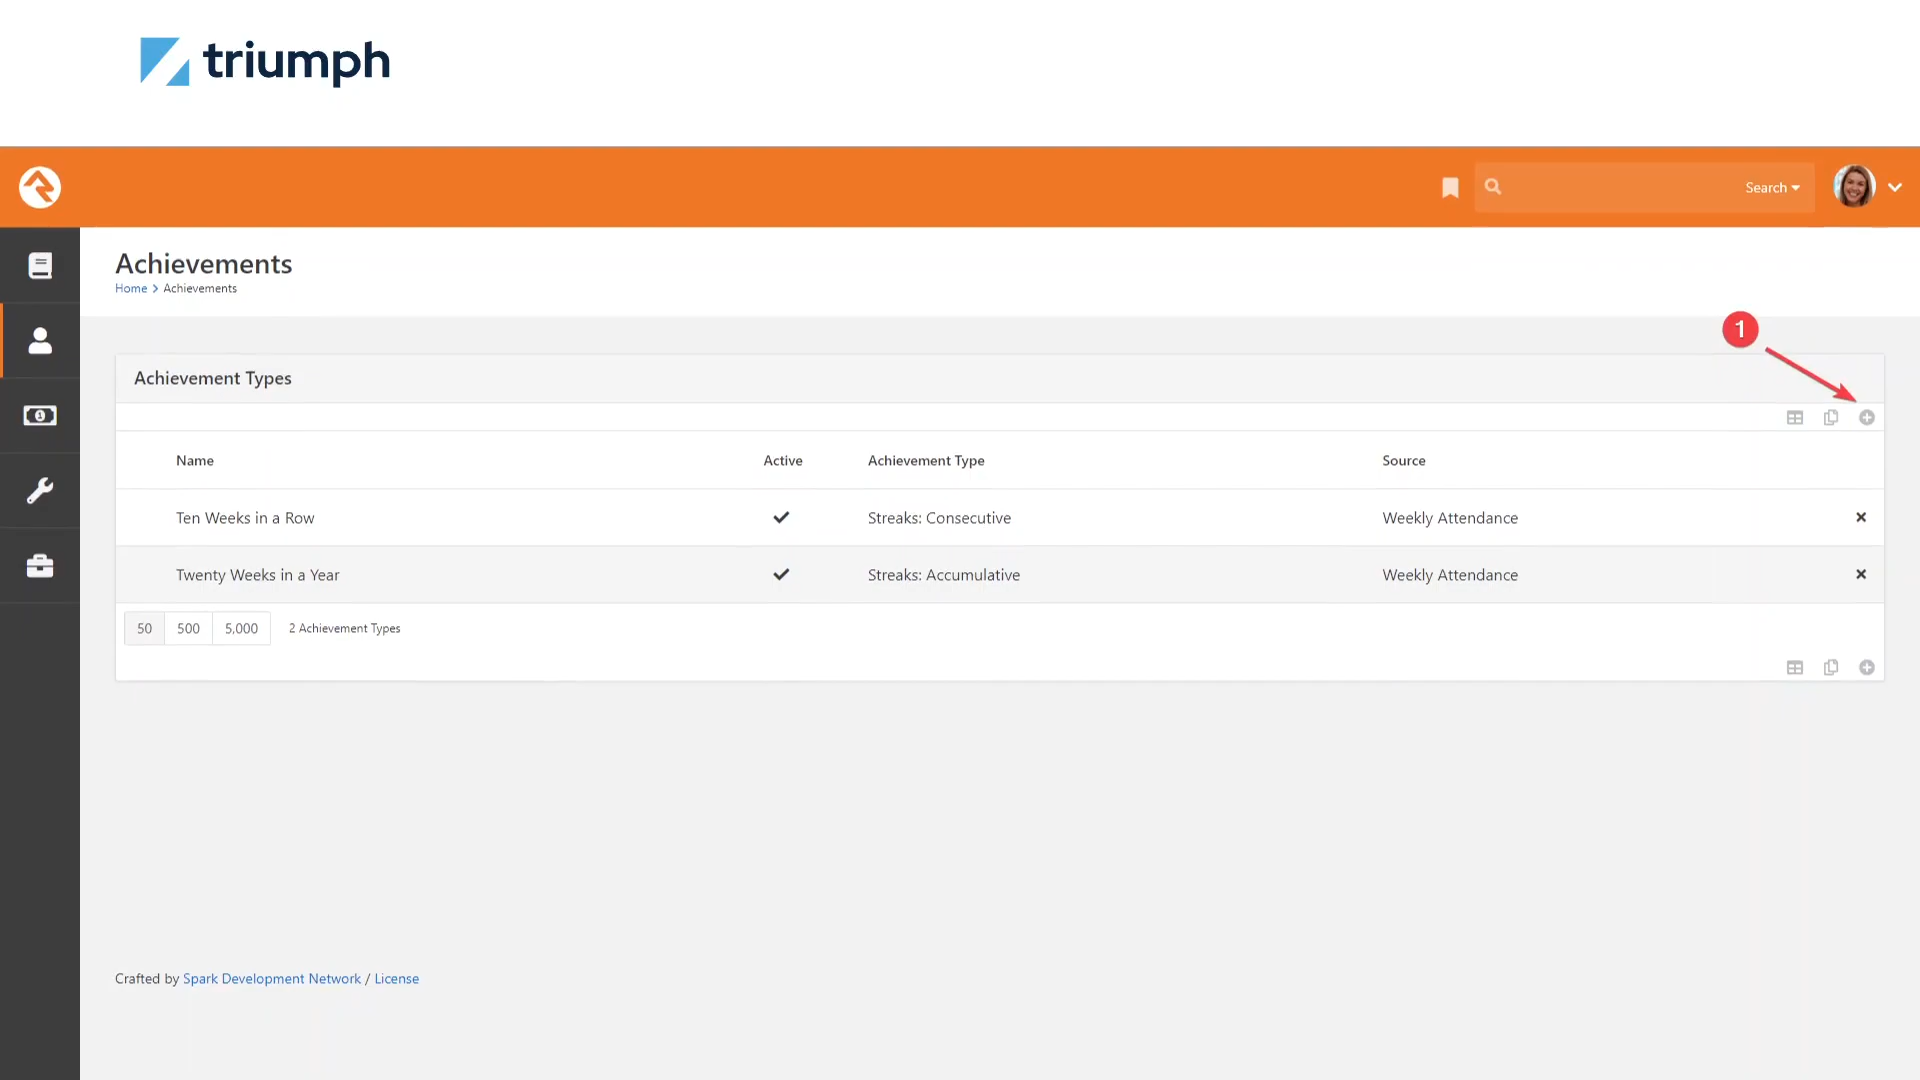 triumph
Search
Achievements
Home > Achievements
1
Achievement Types
Name Active Achievement Type Source
Ten Weeks in a Row Streaks: Consecutive Weekly Attendance
Twenty Weeks in a Year Streaks: Accumulative Weekly Attendance
50 500 5,000 2 Achievement Types
Crafted by Spark Development Network / License